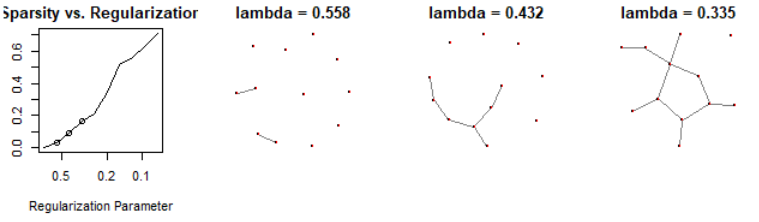 Sparsity vs. Regularization
lambda = 0.558
lambda = 0.432
lambda = 0.335
0.6
0.4
0.2
0.0
0.5 0.2 0.1
Regularization Parameter